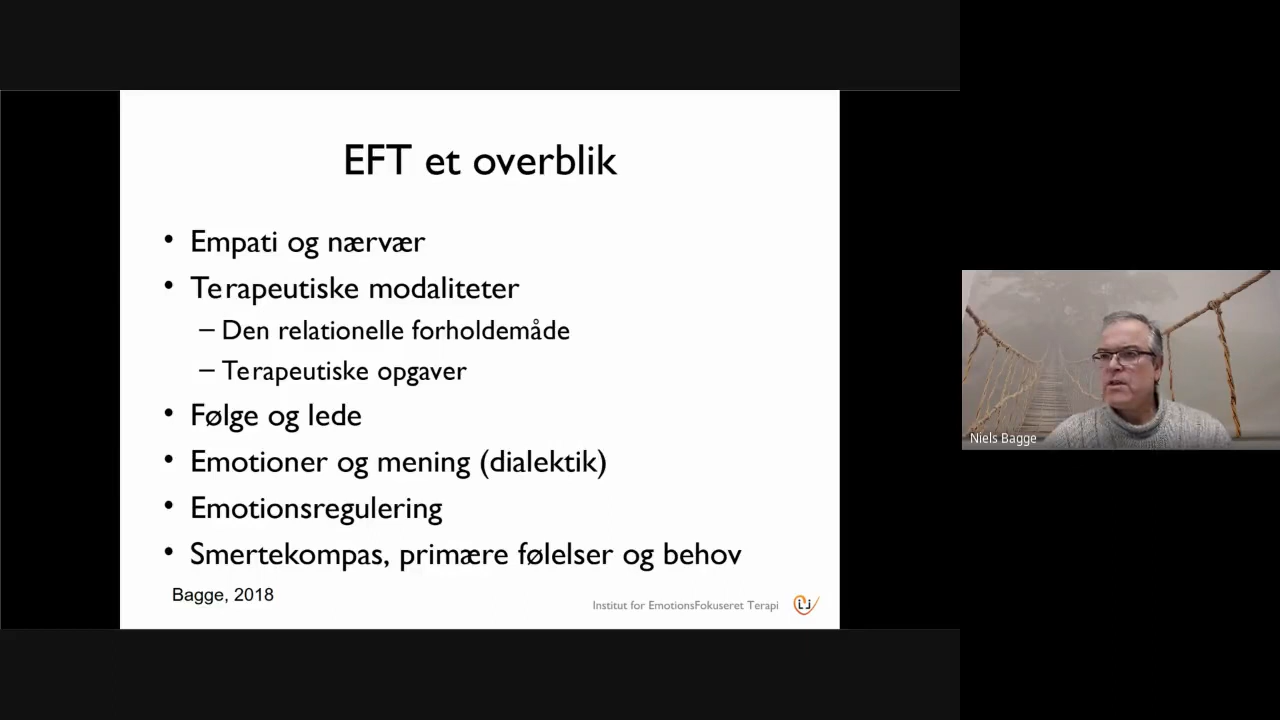 EFT et overblik
• Empati og nærvær
• Terapeutiske modaliteter
– Den relationelle forholdemåde
– Terapeutiske opgaver
• Følge og lede
• Emotioner og mening (dialektik)
• Emotionsregulering
• Smertekompas, primære følelser og behov
Bagge, 2018
Institut for EmotionsFokuseret Terapi
Niels Bagge